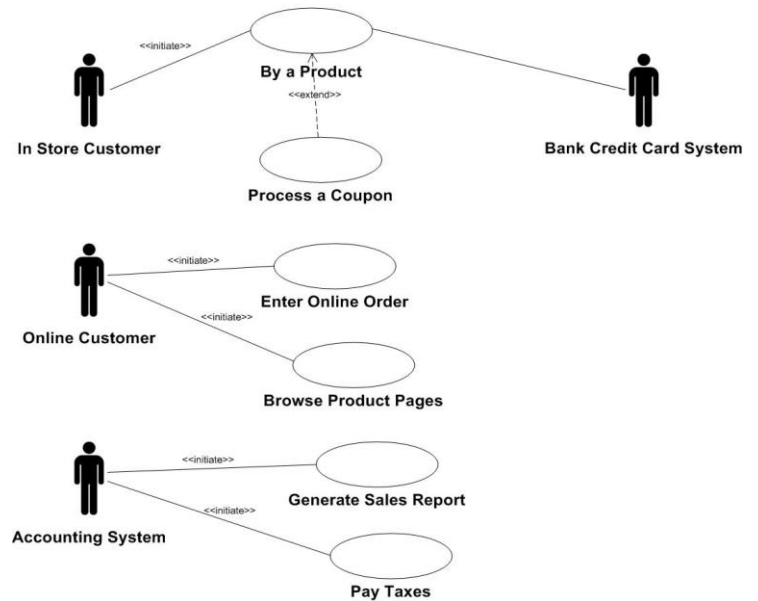 <<initiate>>
By a Product
<<extend>>
In Store Customer
Bank Credit Card System
Process a Coupon
<<initiate>>
Enter Online Order
<<initiate>>
Online Customer
Browse Product Pages
<<initiate>>
Generate Sales Report
<<initiate>>
Accounting System
Pay Taxes